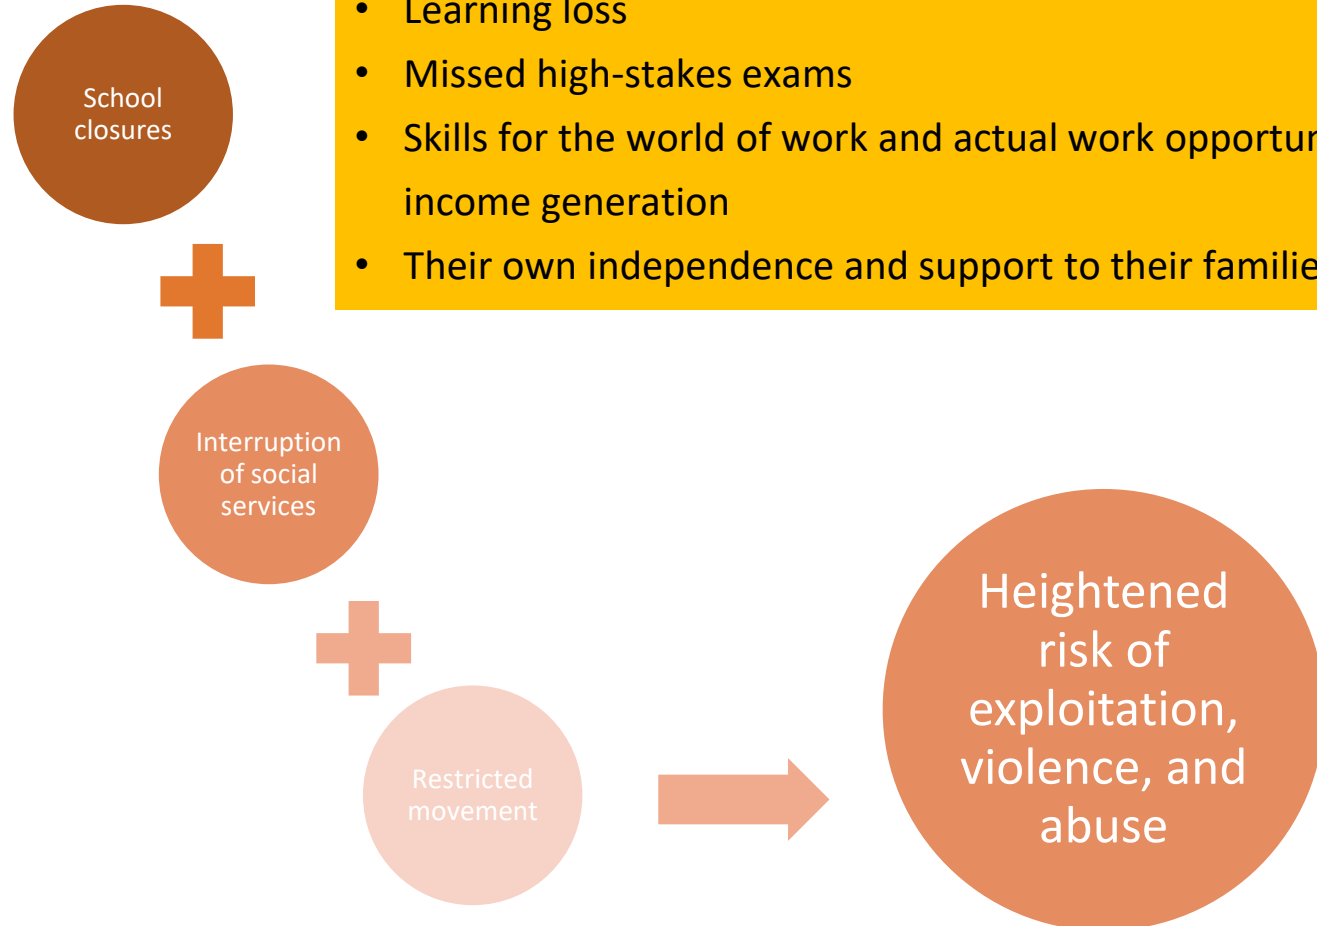 School
closures
• Learning loss
• Missed high-stakes exams
• Skills for the world of work and actual work
income generation
• Their own independence and support to their
Interruption
of social
services
Restricted
movement
Heightened
risk of
exploitation,
violence, and
abuse